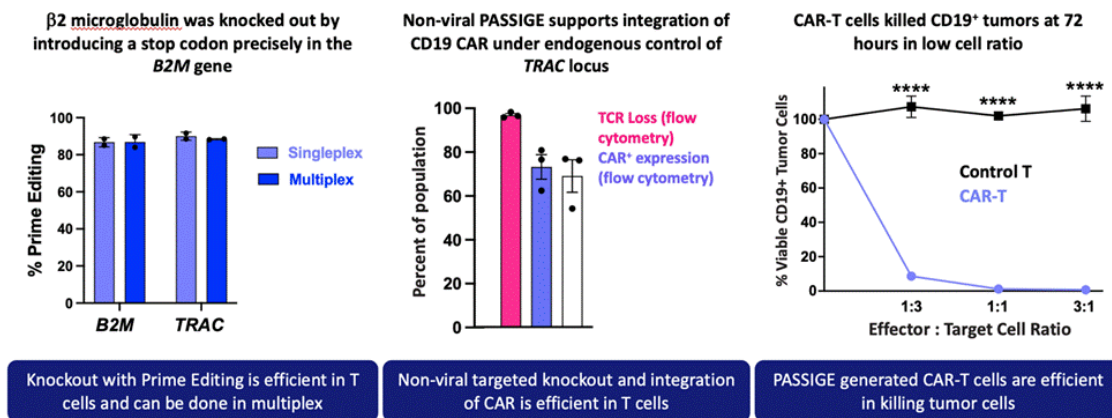 β2 microglobulin was knocked out by
introducing a stop codon precisely in the
B2M gene
% Prime Editing
100
80
60
40
20
0
Singleplex
Multiplex
B2M
TRAC
Knockout with Prime Editing is efficient in T
cells and can be done in multiplex
Non-viral PASSIGE supports integration of
CD19 CAR under endogenous control of
TRAC locus
Percent of population
100
80
60
40
20
0
TCR Loss (flow
cytometry)
CAR⁺ expression
(flow cytometry)
Non-viral targeted knockout and integration
of CAR is efficient in T cells
CAR-T cells killed CD19⁺ tumors at 72
hours in low cell ratio
% Viable CD19+ Tumor Cells
100
80
60
40
20
0
****
****
****
Control T
CAR-T
1:3
1:1
3:1
Effector : Target Cell Ratio
PASSIGE generated CAR-T cells are efficient
in killing tumor cells